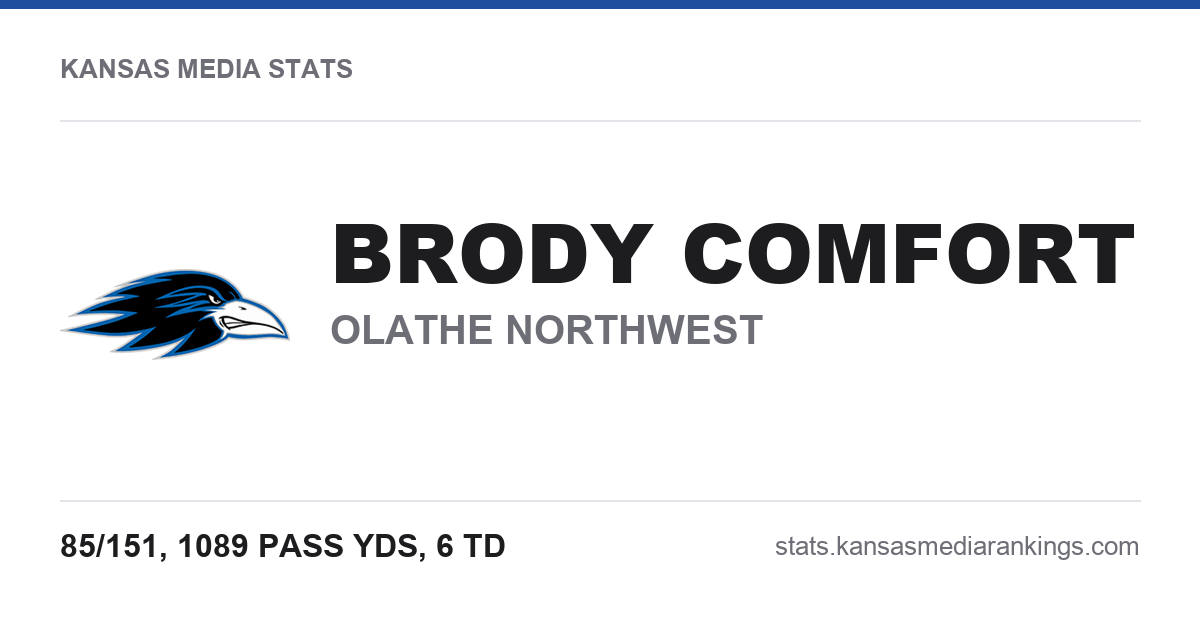 KANSAS MEDIA STATS
BRODY COMFORT
OLATHE NORTHWEST
85/151, 1089 PASS YDS, 6 TD
stats.kansasmediarankings.com